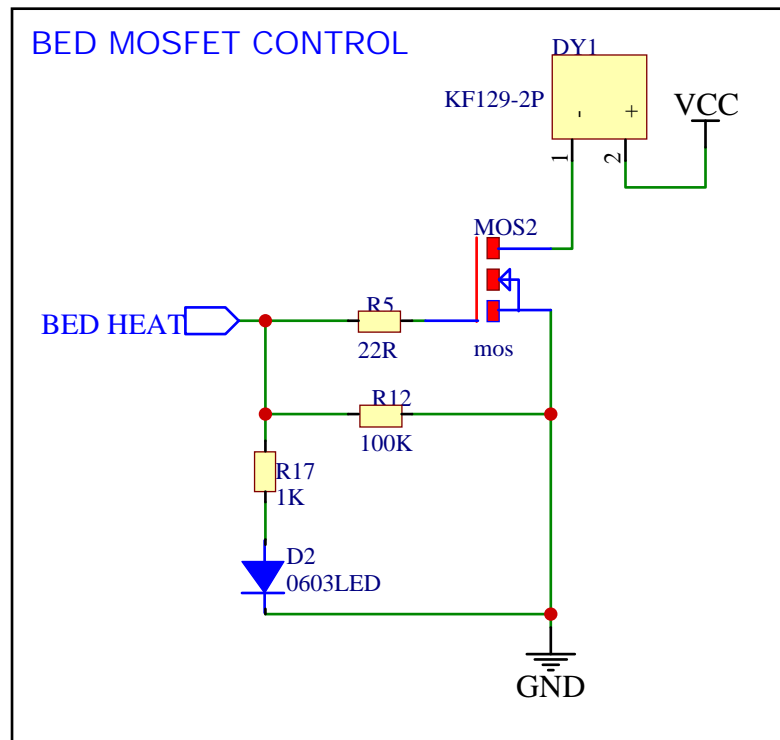 BED MOSFET CONTROL
DY1
KF129-2P
- +
VCC
1 2
MOS2
BED HEAT
R5
22R
mos
R12
100K
R17
1K
D2
0603LED
GND